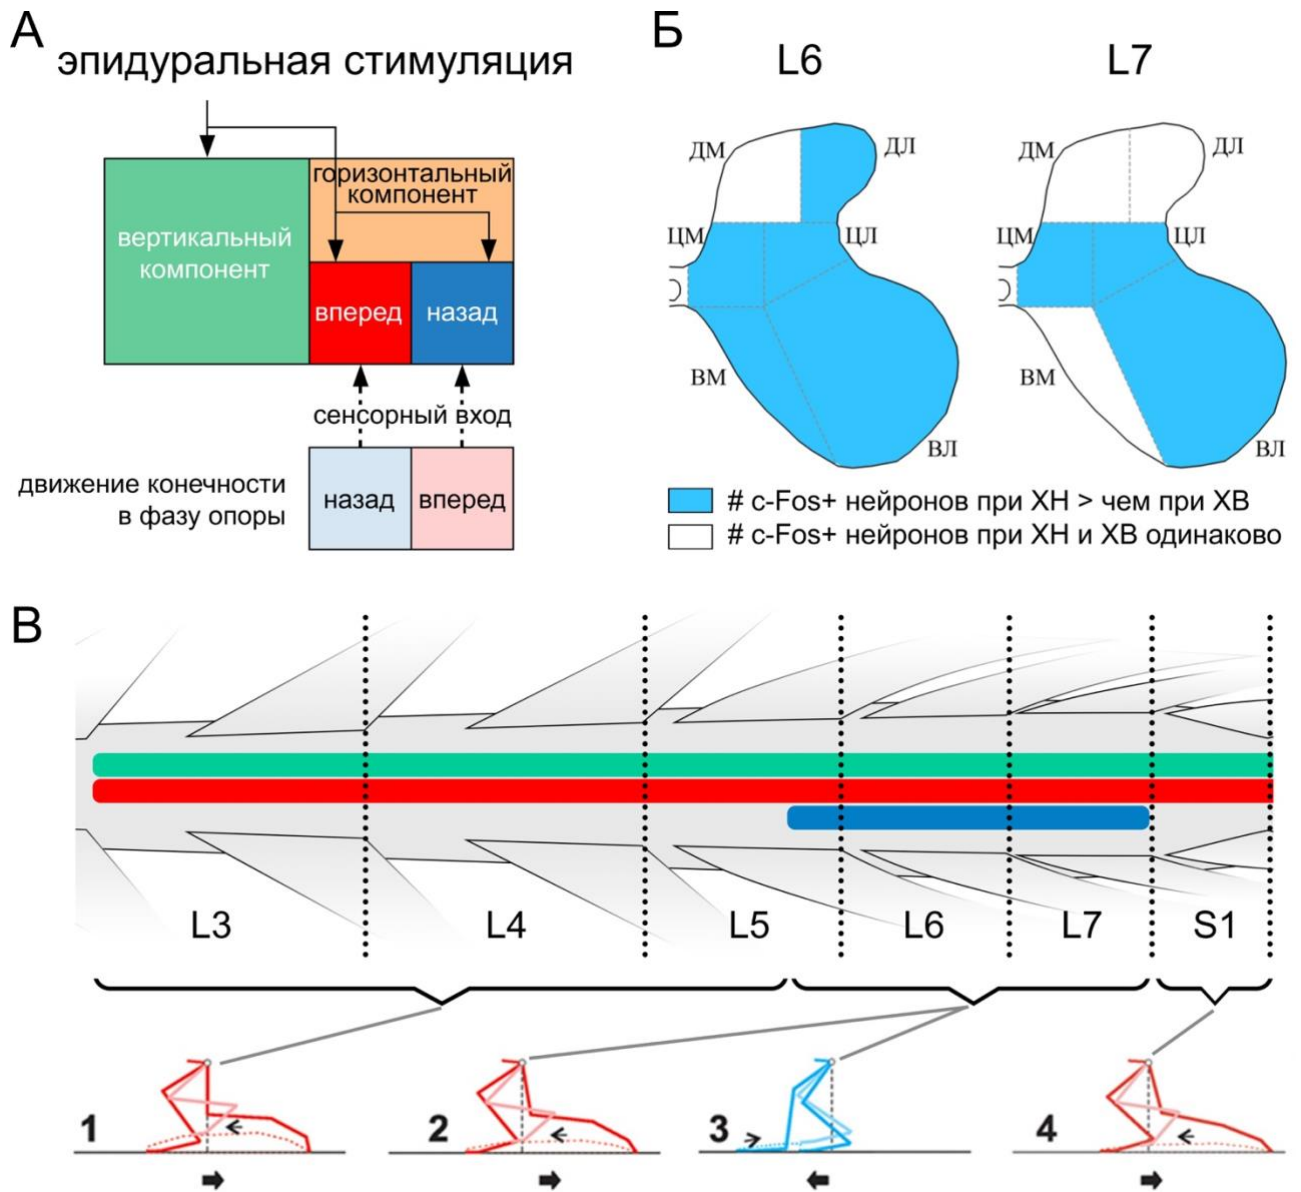 А
эпидуральная стимуляция
вертикальный
компонент
горизонтальный
компонент
вперед
назад
сенсорный вход
движение конечности
в фазу опоры
назад
вперед
Б
L6
L7
ДМ
ДЛ
ЦМ
ЦЛ
ВМ
ВЛ
ДМ
ДЛ
ЦМ
ЦЛ
ВМ
ВЛ
# c-Fos+ нейронов при ХН > чем при ХВ
# c-Fos+ нейронов при ХН и ХВ одинаково
В
L3
L4
L5
L6
L7
S1
1
2
3
4